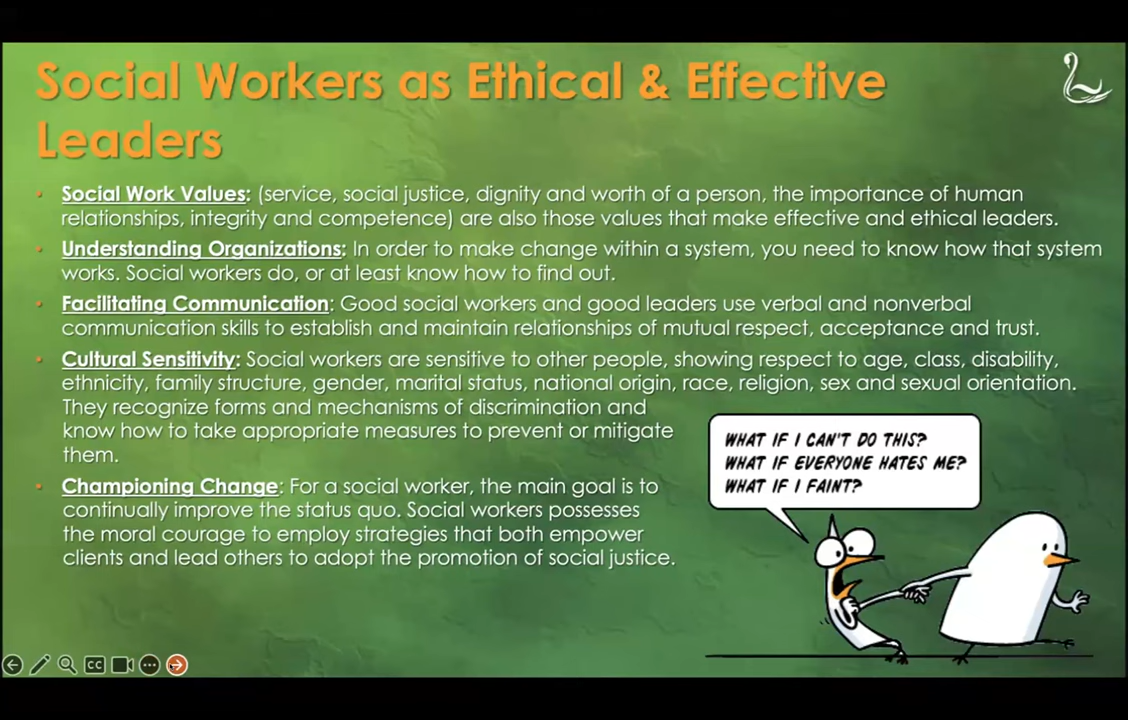 Social Workers as Ethical & Effective
Leaders
• Social Work Values: (service, social justice, dignity and worth of a person, the importance of human
relationships, integrity and competence) are also those values that make effective and ethical leaders.
• Understanding Organizations: In order to make change within a system, you need to know how that system
works. Social workers do, or at least know how to find out.
• Facilitating Communication: Good social workers and good leaders use verbal and nonverbal
communication skills to establish and maintain relationships of mutual respect, acceptance and trust.
• Cultural Sensitivity: Social workers are sensitive to other people, showing respect to age, class, disability,
ethnicity, family structure, gender, marital status, national origin, race, religion, sex and sexual orientation.
They recognize forms and mechanisms of discrimination and
know how to take appropriate measures to prevent or mitigate
them.
• Championing Change: For a social worker, the main goal is to
continually improve the status quo. Social workers possesses
the moral courage to employ strategies that both empower
clients and lead others to adopt the promotion of social justice.
WHAT IF I CAN'T DO THIS?
WHAT IF EVERYONE HATES ME?
WHAT IF I FAINT?
CC